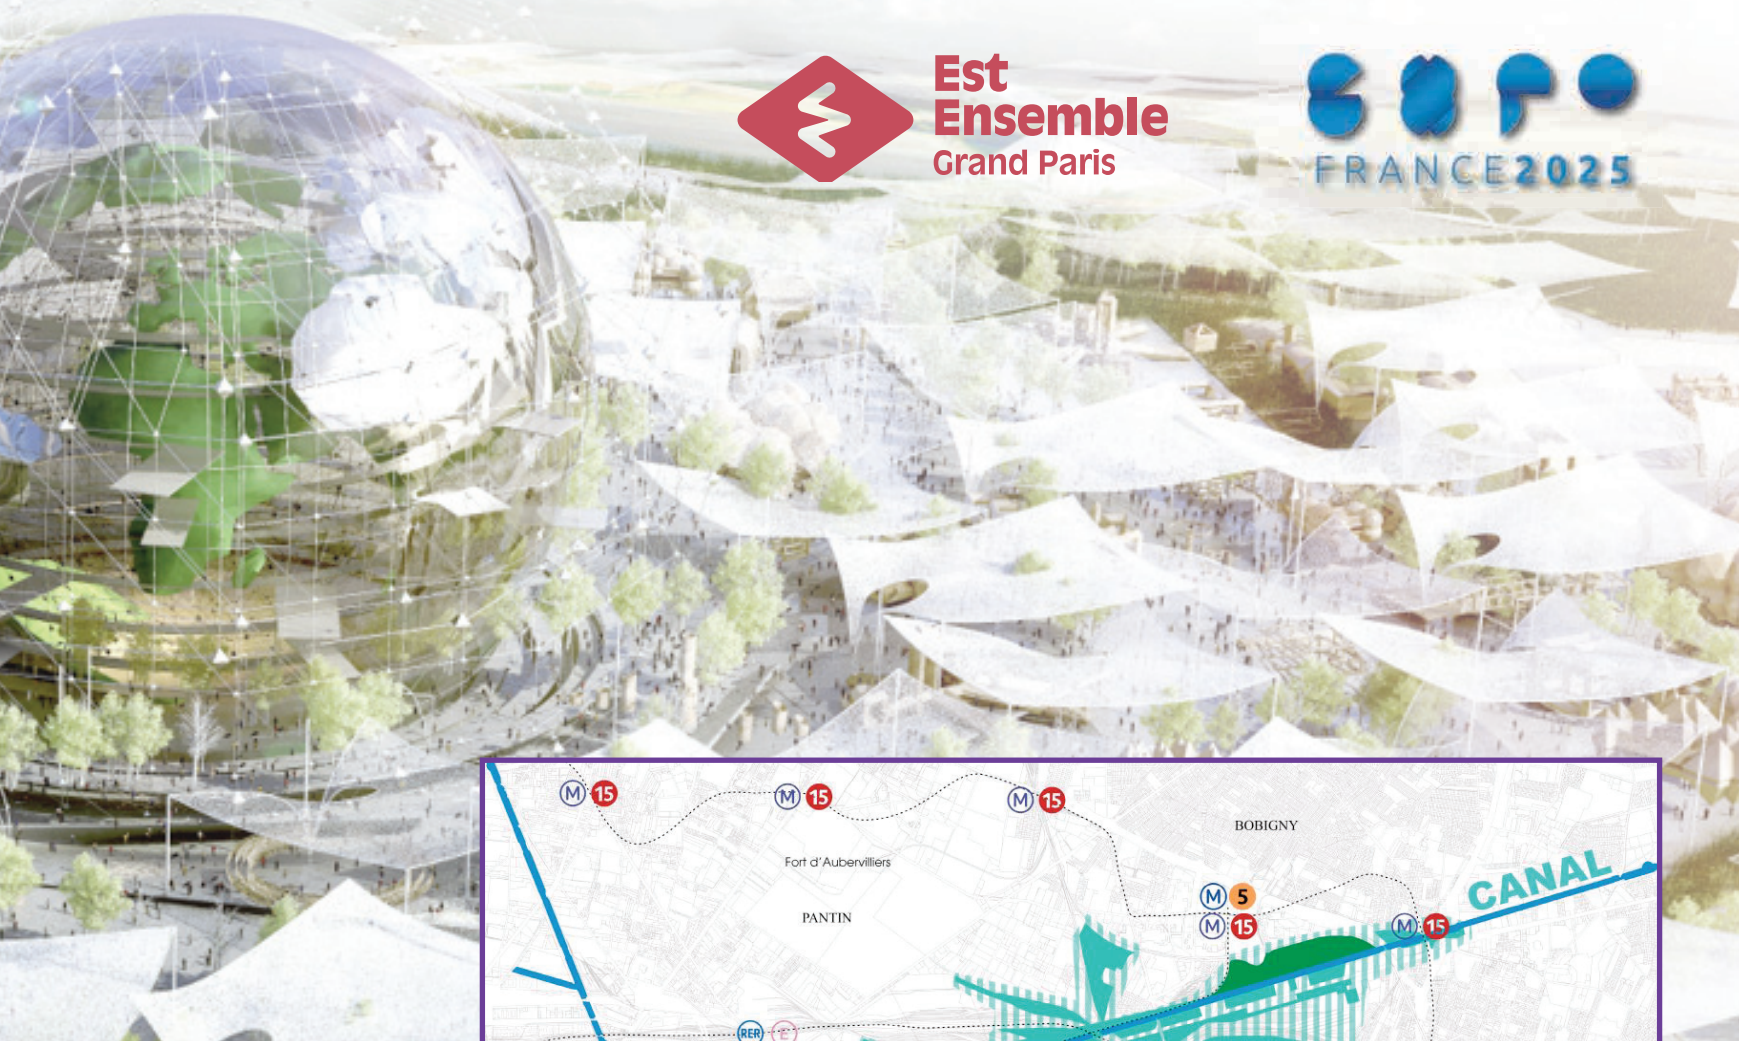 Est
Ensemble
Grand Paris
EXPO
FRANCE2025
M 15
M 15
M 15
BOBIGNY
Fort d'Aubervilliers
CANAL
M 5
PANTIN
M 15
M 15
RER E